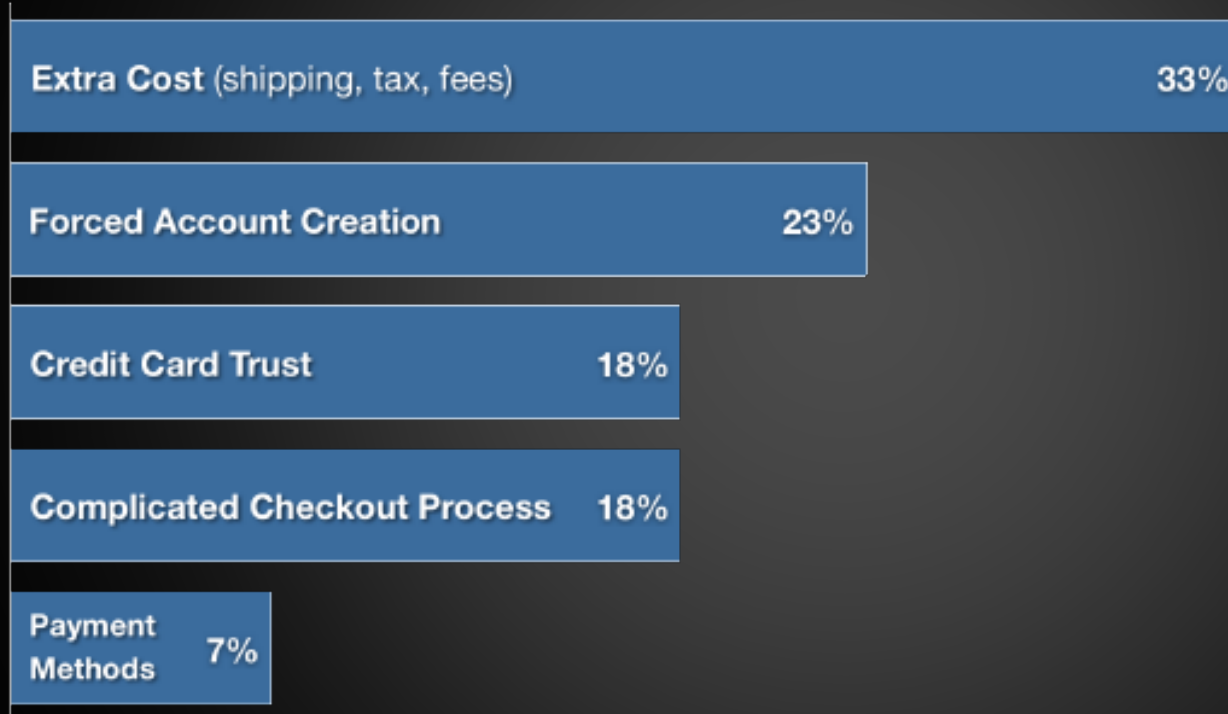 Extra Cost (shipping, tax, fees) 33%
Forced Account Creation 23%
Credit Card Trust 18%
Complicated Checkout Process 18%
Payment
Methods 7%